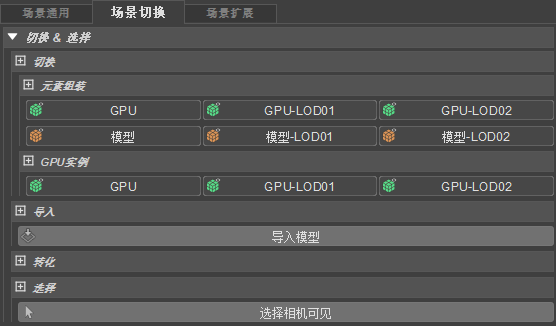 场景通用 场景切换 场景扩展
切换 & 选择
切换
元素组装
GPU GPU-LOD01 GPU-LOD02
模型 模型-LOD01 模型-LOD02
GPU实例
GPU GPU-LOD01 GPU-LOD02
导入
导入模型
转化
选择
选择相机可见